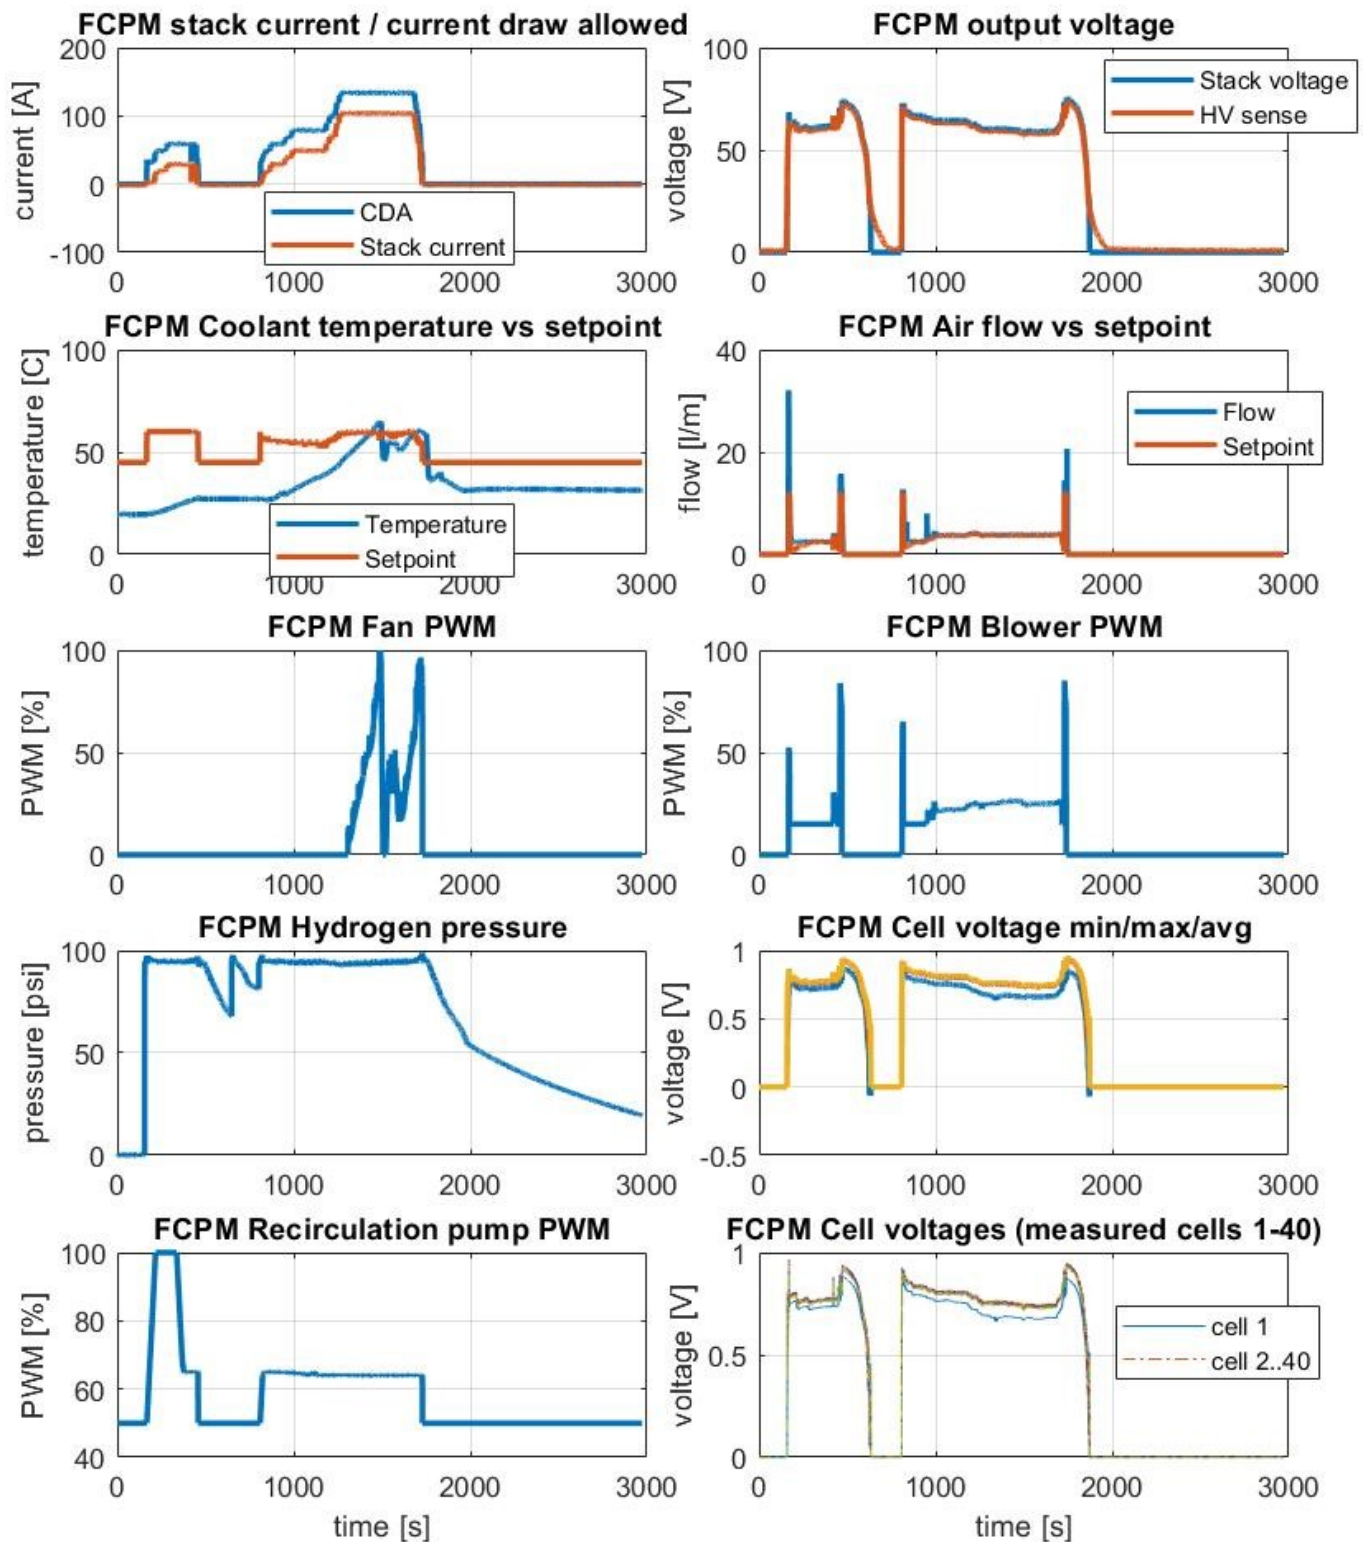 FCPM stack current / current draw allowed
200
100
0
-100
current [A]
CDA
Stack current
0 1000 2000 3000
FCPM output voltage
100
50
0
voltage [V]
Stack voltage
HV sense
0 1000 2000 3000
FCPM Coolant temperature vs setpoint
100
50
0
temperature [C]
Temperature
Setpoint
0 1000 2000 3000
FCPM Air flow vs setpoint
40
20
0
flow [l/m]
Flow
Setpoint
0 1000 2000 3000
FCPM Fan PWM
100
50
0
PWM [%]
0 1000 2000 3000
FCPM Blower PWM
100
50
0
PWM [%]
0 1000 2000 3000
FCPM Hydrogen pressure
100
50
0
pressure [psi]
0 1000 2000 3000
FCPM Cell voltage min/max/avg
1
0.5
0
-0.5
voltage [V]
0 1000 2000 3000
FCPM Recirculation pump PWM
100
80
60
40
PWM [%]
0 1000 2000 3000
time [s]
FCPM Cell voltages (measured cells 1-40)
1
0.5
0
voltage [V]
cell 1
cell 2..40
0 1000 2000 3000
time [s]